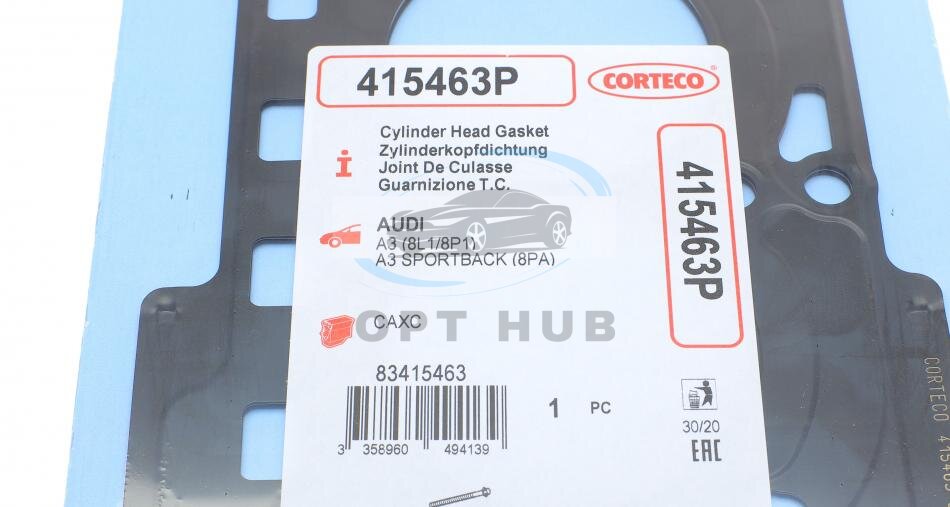 415463P
CORTECO
Cylinder Head Gasket
Zylinderkopfdichtung
Joint De Culasse
Guarnizione T.C.
AUDI
A3 (8L1/8P1)
A3 SPORTBACK (8PA)
CAXC
OPT HUB
83415463
3 358960 494139
1 PC
415463P
30/20
EAC
CORTECO 415463